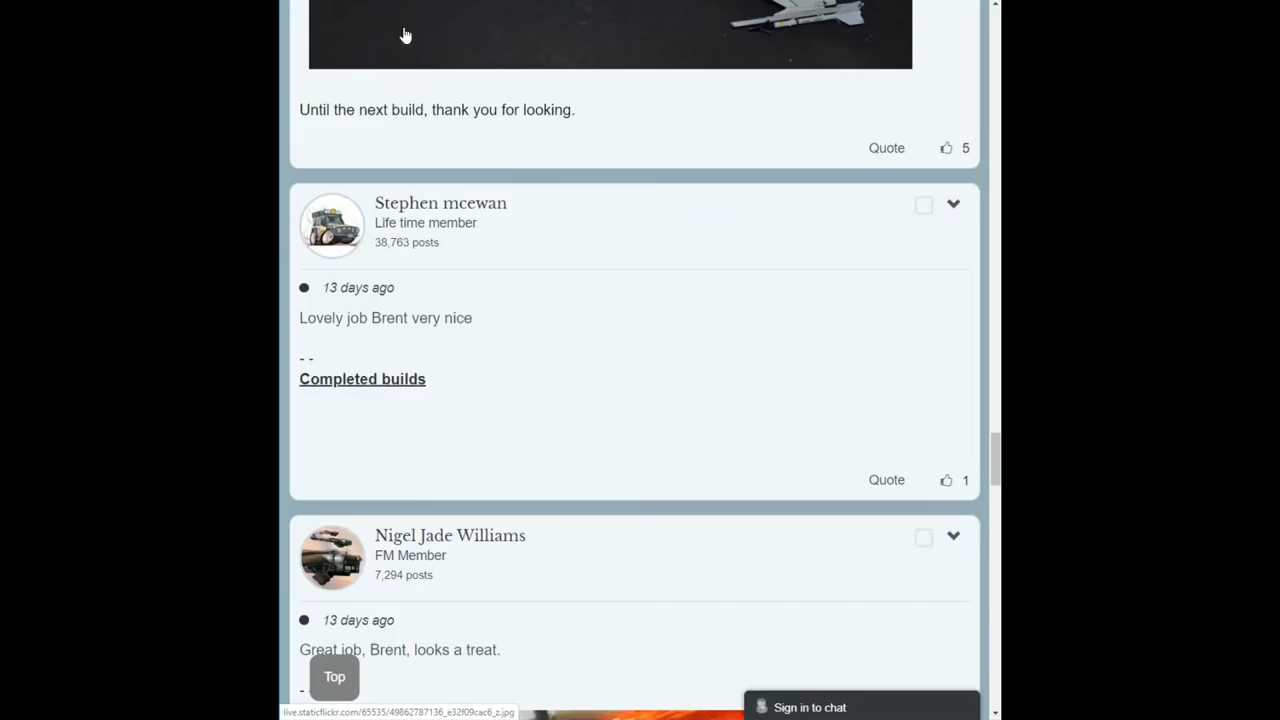 Until the next build, thank you for looking.
Quote 5
Stephen mcewan
Life time member
38,763 posts
13 days ago
Lovely job Brent very nice
- -
Completed builds
Quote 1
Nigel Jade Williams
FM Member
7,294 posts
13 days ago
Great job, Brent, looks a treat.
Top
-
Sign in to chat
live.staticflickr.com/65535/49862787136_e32f09cac6_z.jpg